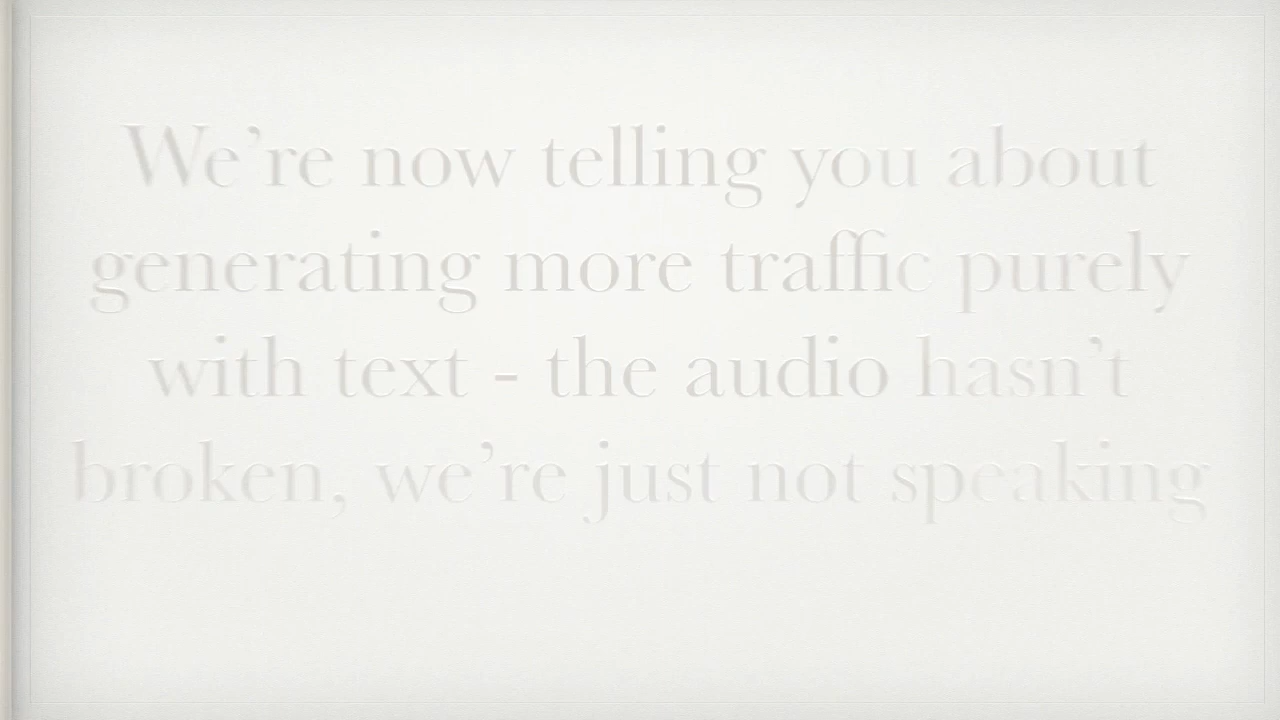 We’re now telling you about
generating more traffic purely
with text - the audio hasn’t
broken, we’re just not speaking